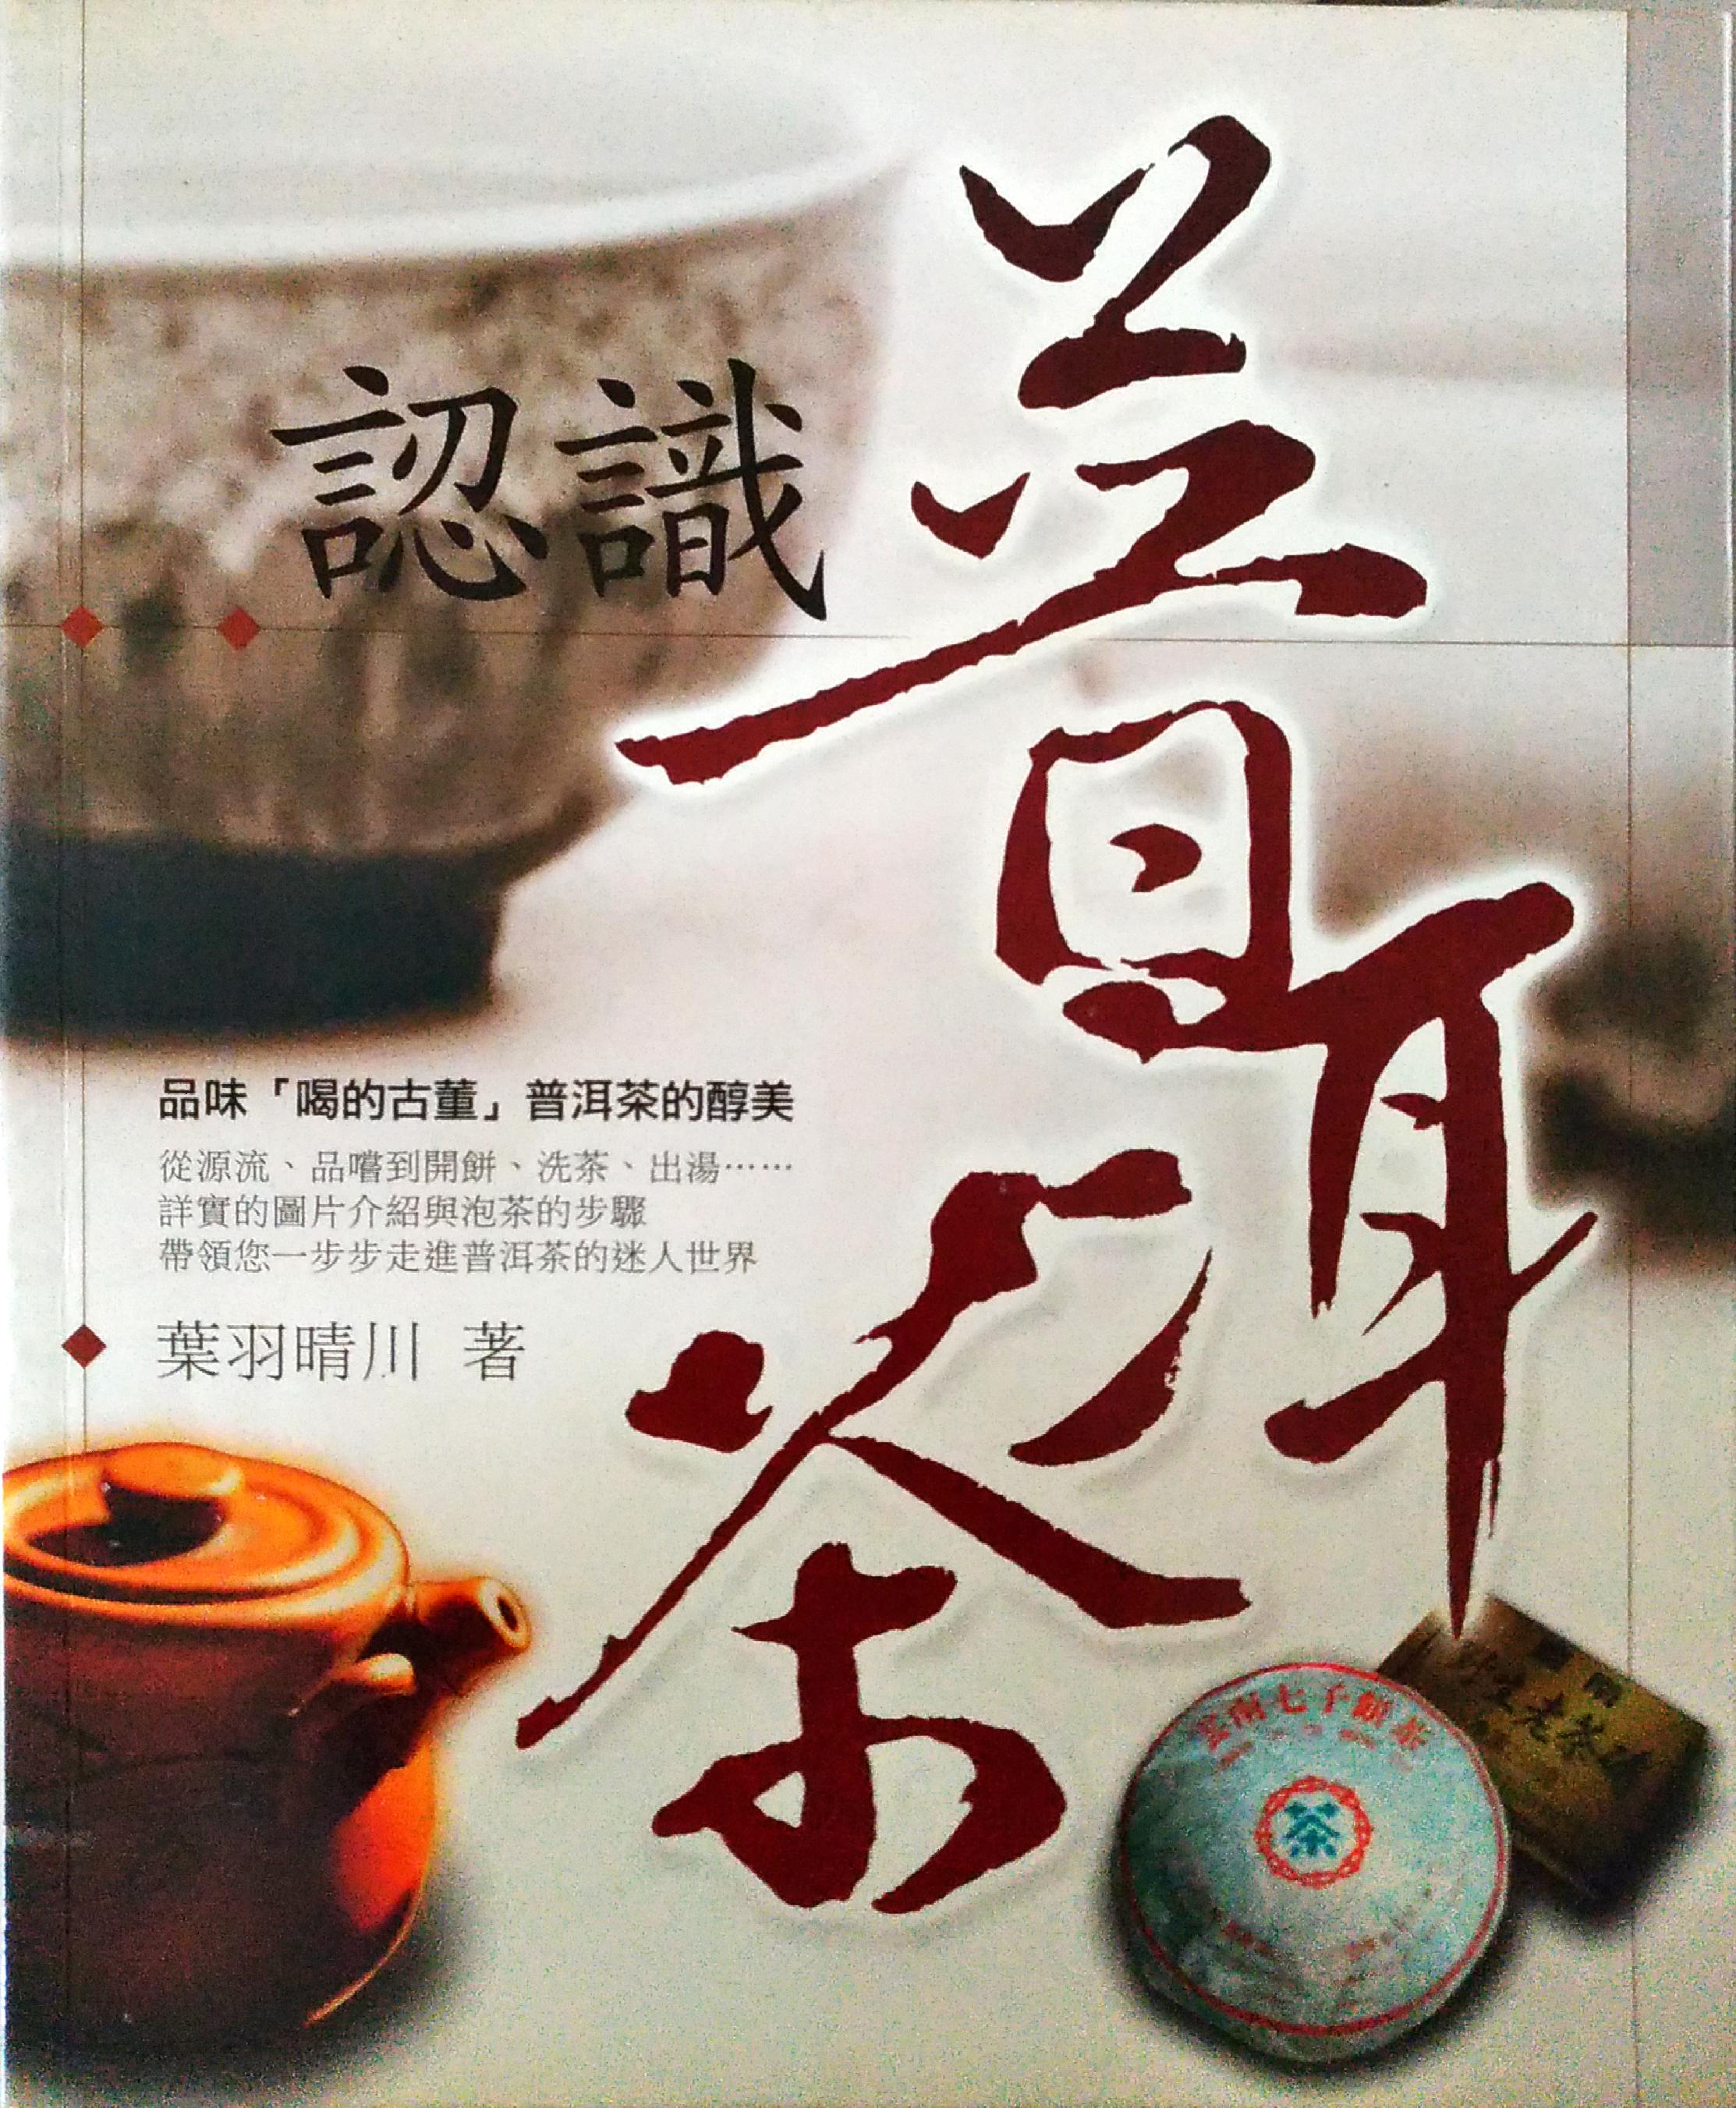 認識
普洱茶
品味「喝的古董」普洱茶的醇美
從源流、品嚐到開餅、洗茶、出湯⋯⋯
詳實的圖片介紹與泡茶的步驟
帶領您一步步走進普洱茶的迷人世界
葉羽晴川 著
雲南七子餅茶
茶